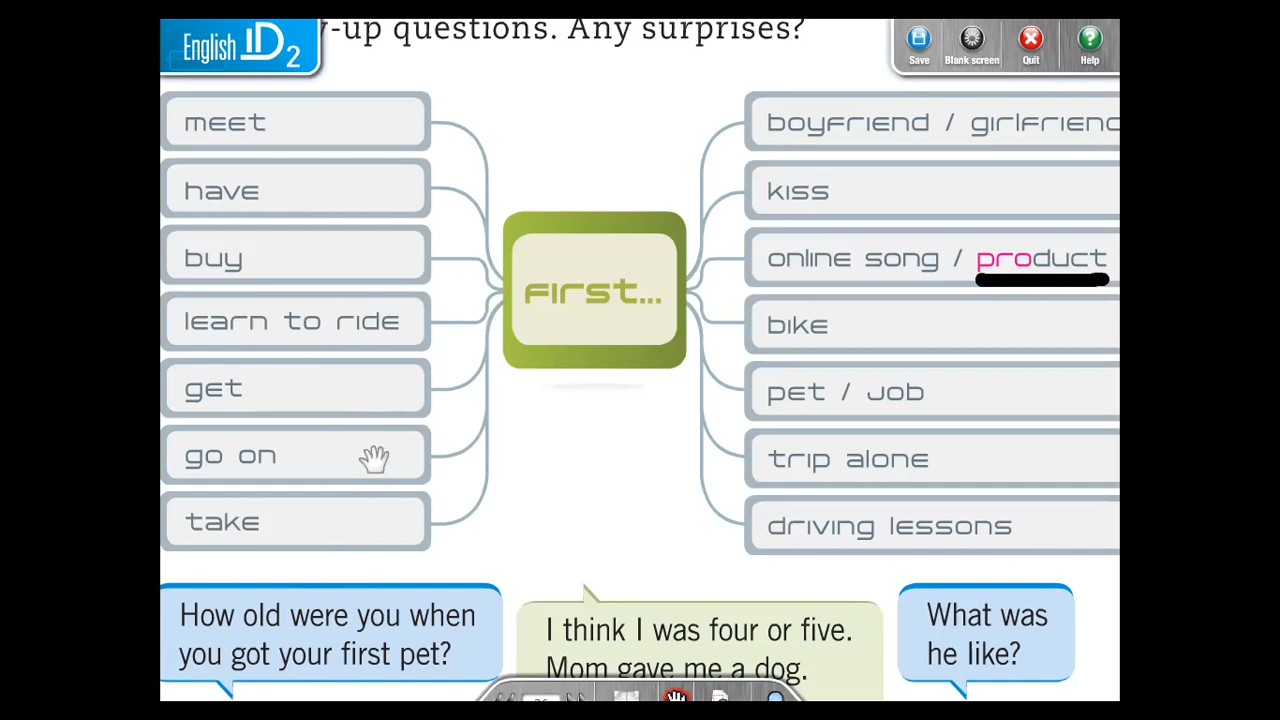 -up questions. Any surprises?
English ID 2
Save
Blank screen
Quit
Help
meet
have
buy
learn to ride
get
go on
take
First...
boyfriend / girlfriend
kiss
online song / product
bike
pet / job
trip alone
driving lessons
How old were you when
you got your first pet?
I think I was four or five.
Mom gave me a dog.
What was
he like?